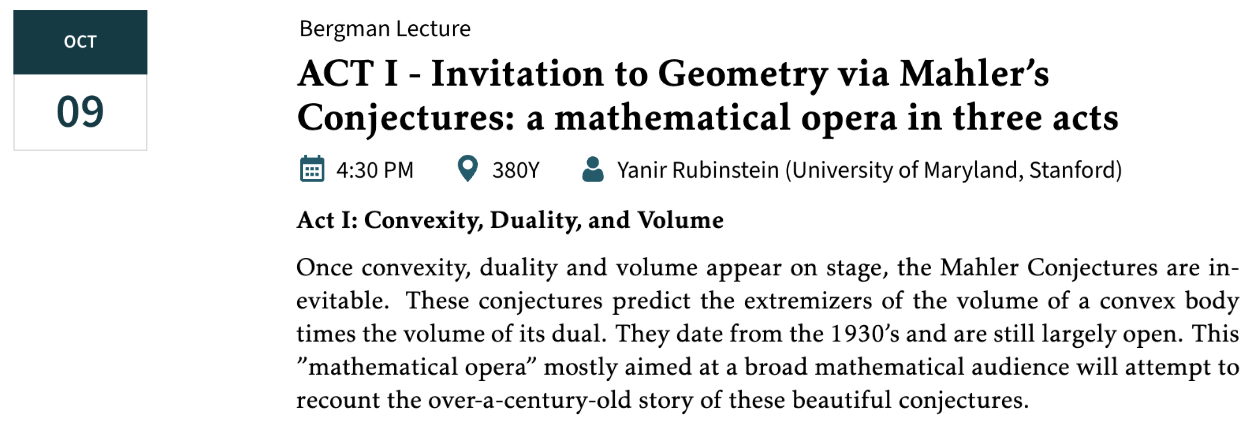 OCT
09
Bergman Lecture
ACT I - Invitation to Geometry via Mahler’s
Conjectures: a mathematical opera in three acts
4:30 PM 380Y Yanir Rubinstein (University of Maryland, Stanford)
Act I: Convexity, Duality, and Volume
Once convexity, duality and volume appear on stage, the Mahler Conjectures are in-
evitable. These conjectures predict the extremizers of the volume of a convex body
times the volume of its dual. They date from the 1930’s and are still largely open. This
”mathematical opera” mostly aimed at a broad mathematical audience will attempt to
recount the over-a-century-old story of these beautiful conjectures.